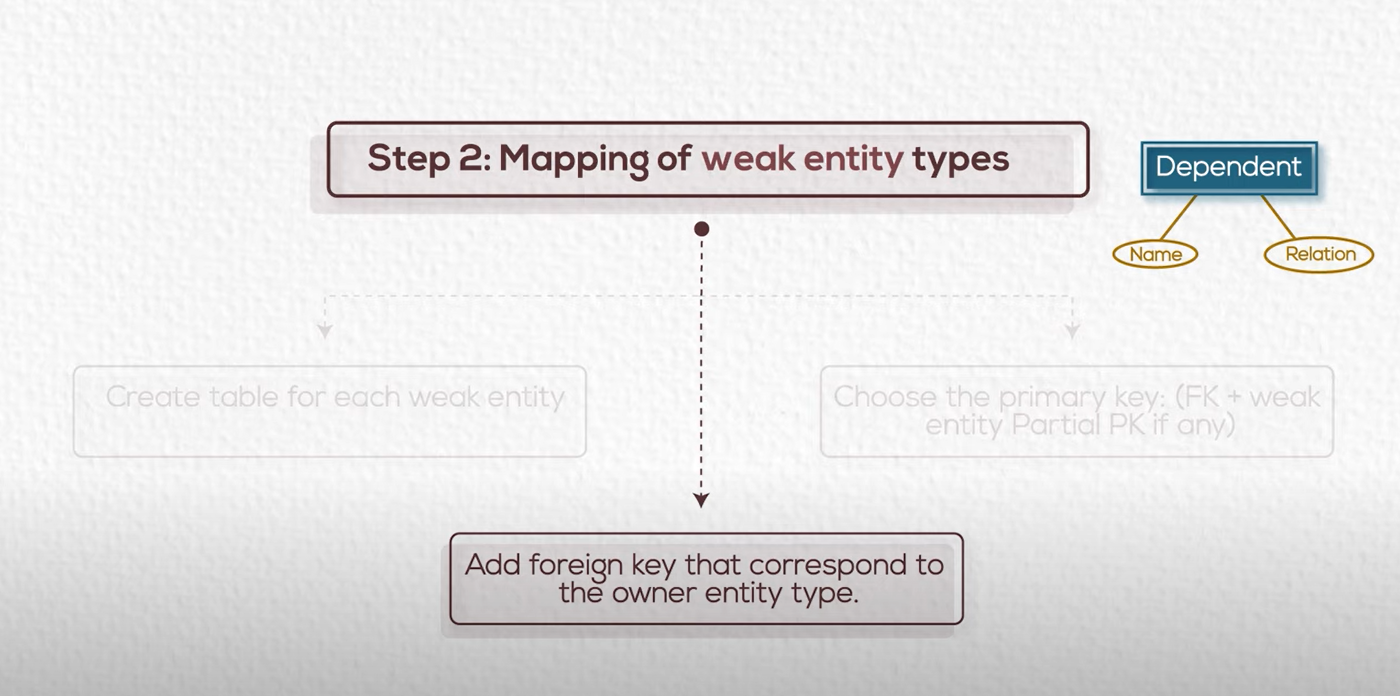 Step 2: Mapping of weak entity types
Dependent
Name
Relation
Create table for each weak entity
Choose the primary key: (FK + weak
entity Partial PK if any)
Add foreign key that correspond to
the owner entity type.